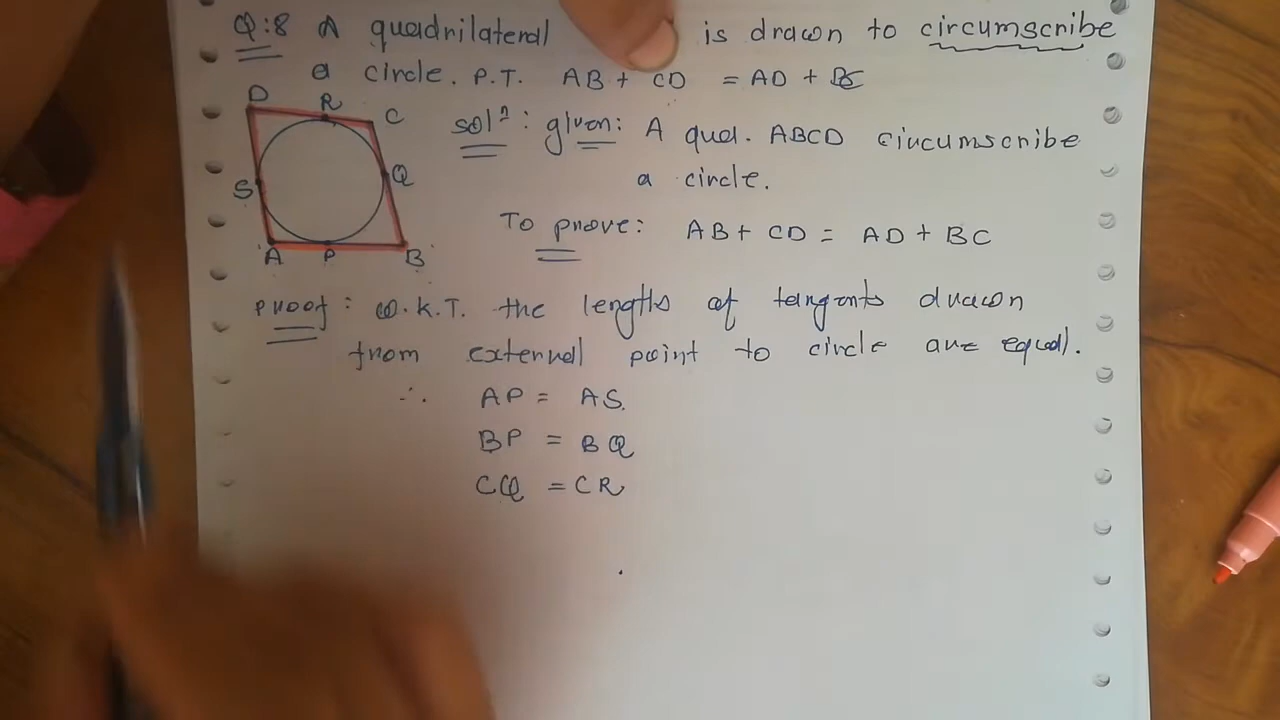 Q:8 A quadrilateral is drawn to circumscribe
a circle. P.T. AB + CD = AD + BC
D R C
S Q
A P B
Solⁿ: given: A quad. ABCD circumscribe
a circle.
To prove: AB + CD = AD + BC
Proof: W.K.T. the lengths of tangents drawn
from external point to circle are equal.
∴ AP = AS.
BP = BQ
CQ = CR